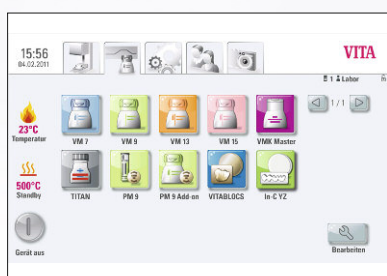 15:56
04.02.2011
VITA
1 Labor
23°C
Temperatur
1/1
VM 7
VM 9
VM 13
VM 15
VMK Master
500°C
Standby
TiTAN
PM 9
PM 9 Add-on
VITABLOCS
In-C YZ
Gerät aus
Bearbeiten